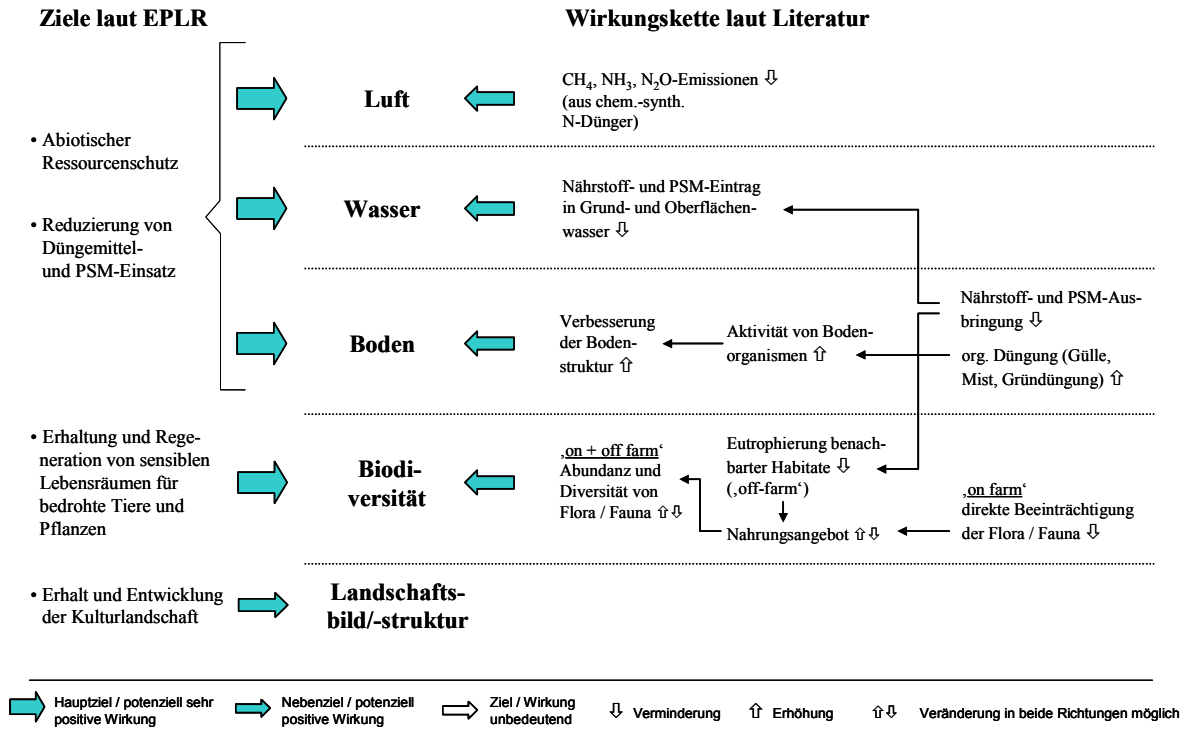 Ziele laut EPLR
Wirkungskette laut Literatur
• Abiotischer
Ressourcenschutz
• Reduzierung von
Düngemittel-
und PSM-Einsatz
• Erhaltung und Rege-
neration von sensiblen
Lebensräumen für
bedrohte Tiere und
Pflanzen
• Erhalt und Entwicklung
der Kulturlandschaft
Luft
CH₄, NH₃, N₂O-Emissionen ⇩
(aus chem.-synth.
N-Dünger)
Wasser
Nährstoff- und PSM-Eintrag
in Grund- und Oberflächen-
wasser ⇩
Boden
Verbesserung
der Boden-
struktur ⇧
Aktivität von Boden-
organismen ⇧
Nährstoff- und PSM-Aus-
bringung ⇩
org. Düngung (Gülle,
Mist, Gründüngung) ⇧
Biodi-
versität
‚on + off farm‘
Abundanz und
Diversität von
Flora / Fauna ⇧⇩
Eutrophierung benach-
barter Habitate ⇩
(‚off-farm‘)
Nahrungsangebot ⇧⇩
‚on farm‘
direkte Beeinträchtigung
der Flora / Fauna ⇩
Landschafts-
bild/-struktur
Hauptziel / potenziell sehr
positive Wirkung
Nebenziel / potenziell
positive Wirkung
Ziel / Wirkung
unbedeutend
⇩ Verminderung
⇧ Erhöhung
⇧⇩ Veränderung in beide Richtungen möglich